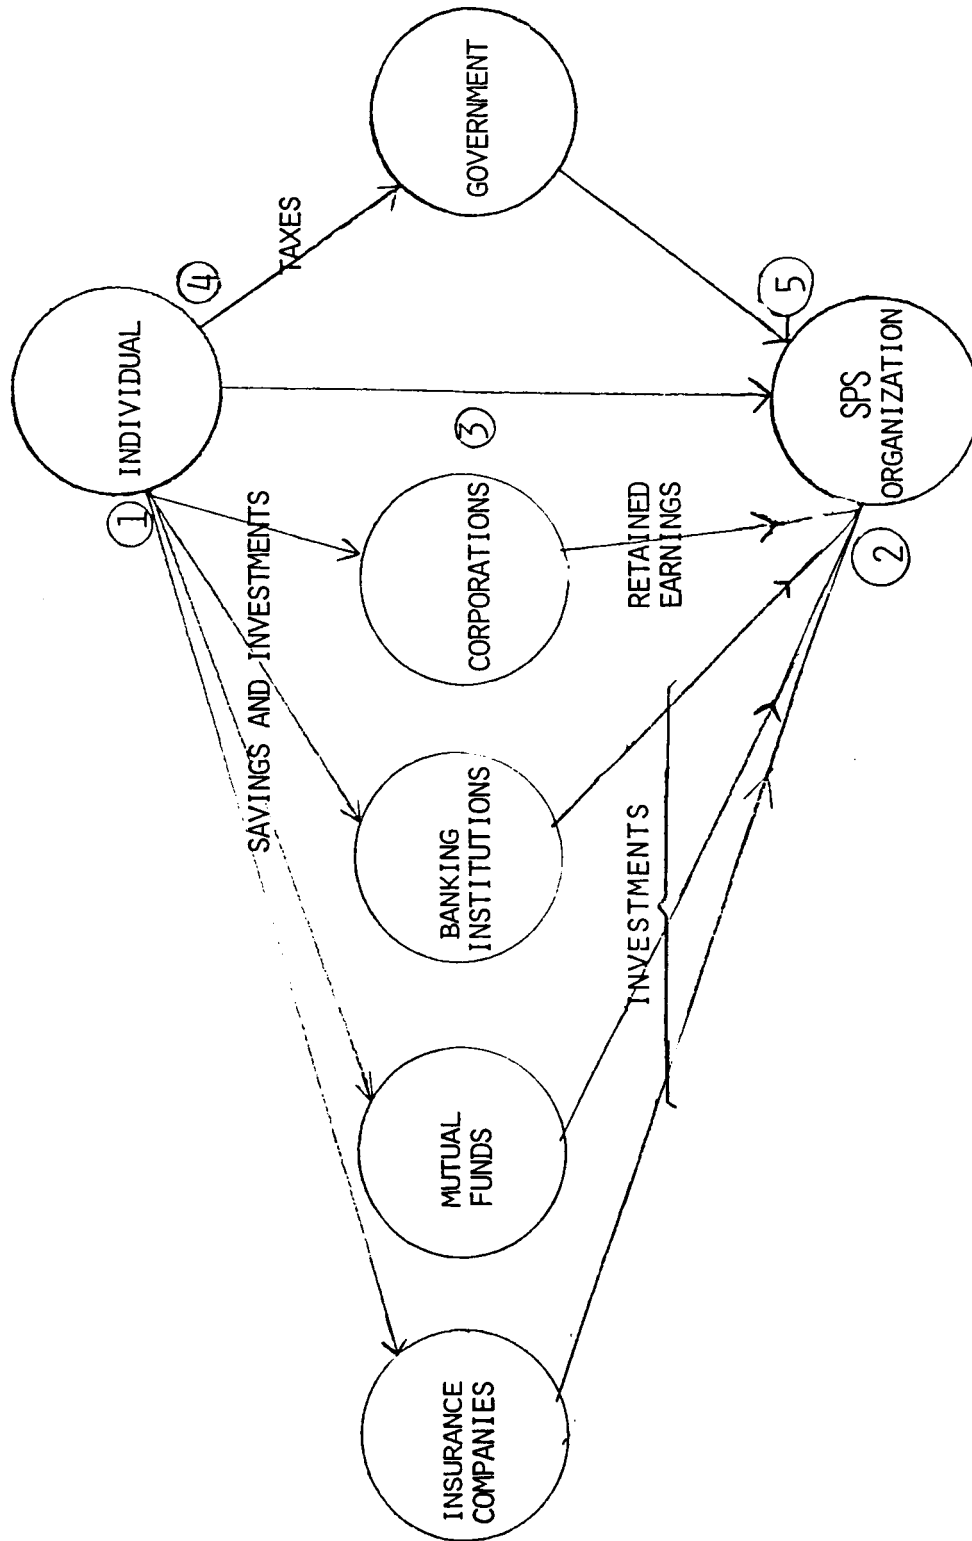 INDIVIDUAL
1
4
SAVINGS AND INVESTMENTS
TAXES
INSURANCE
COMPANIES
MUTUAL
FUNDS
BANKING
INSTITUTIONS
CORPORATIONS
3
GOVERNMENT
INVESTMENTS
RETAINED
EARNINGS
2
5
SPS
ORGANIZATION